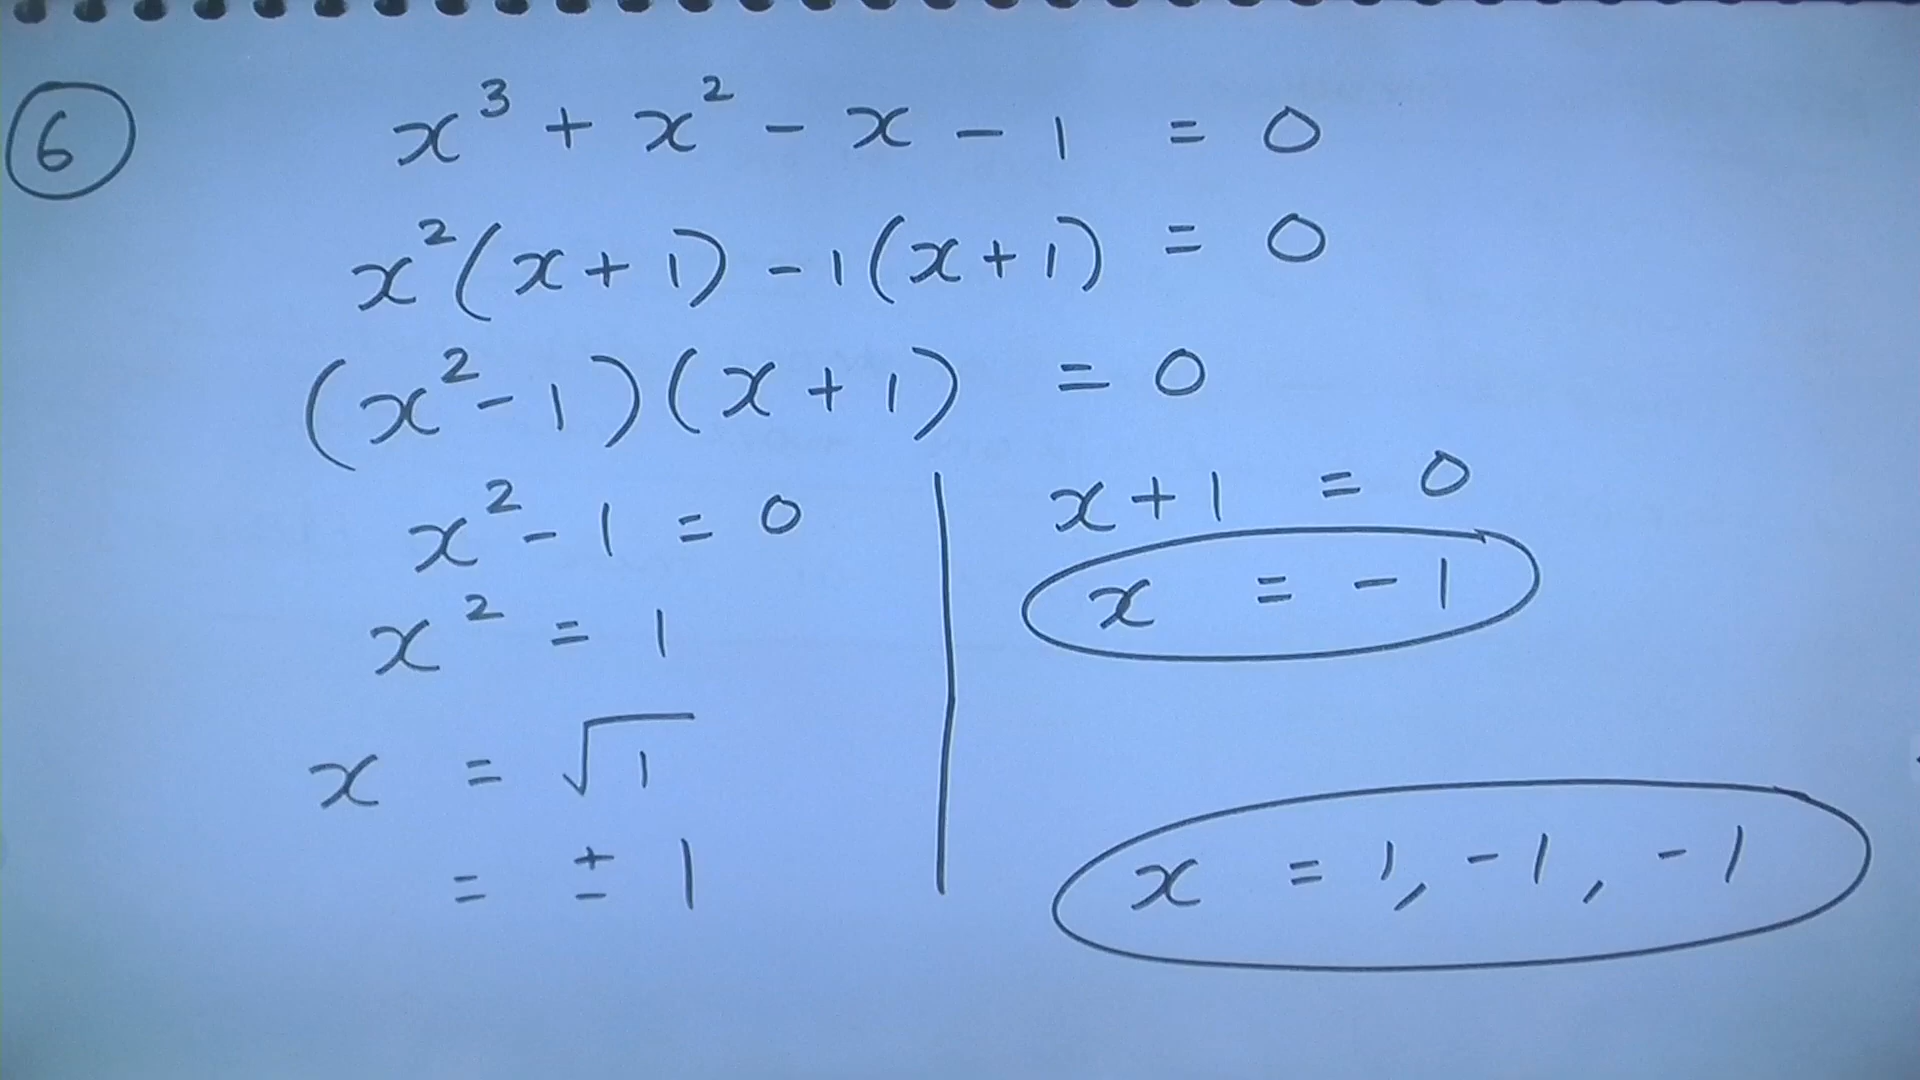 6
x³ + x² - x - 1 = 0
x²(x + 1) - 1(x + 1) = 0
(x² - 1)(x + 1) = 0
x² - 1 = 0
x² = 1
x = √1
= ± 1
x + 1 = 0
x = - 1
x = 1, - 1, - 1